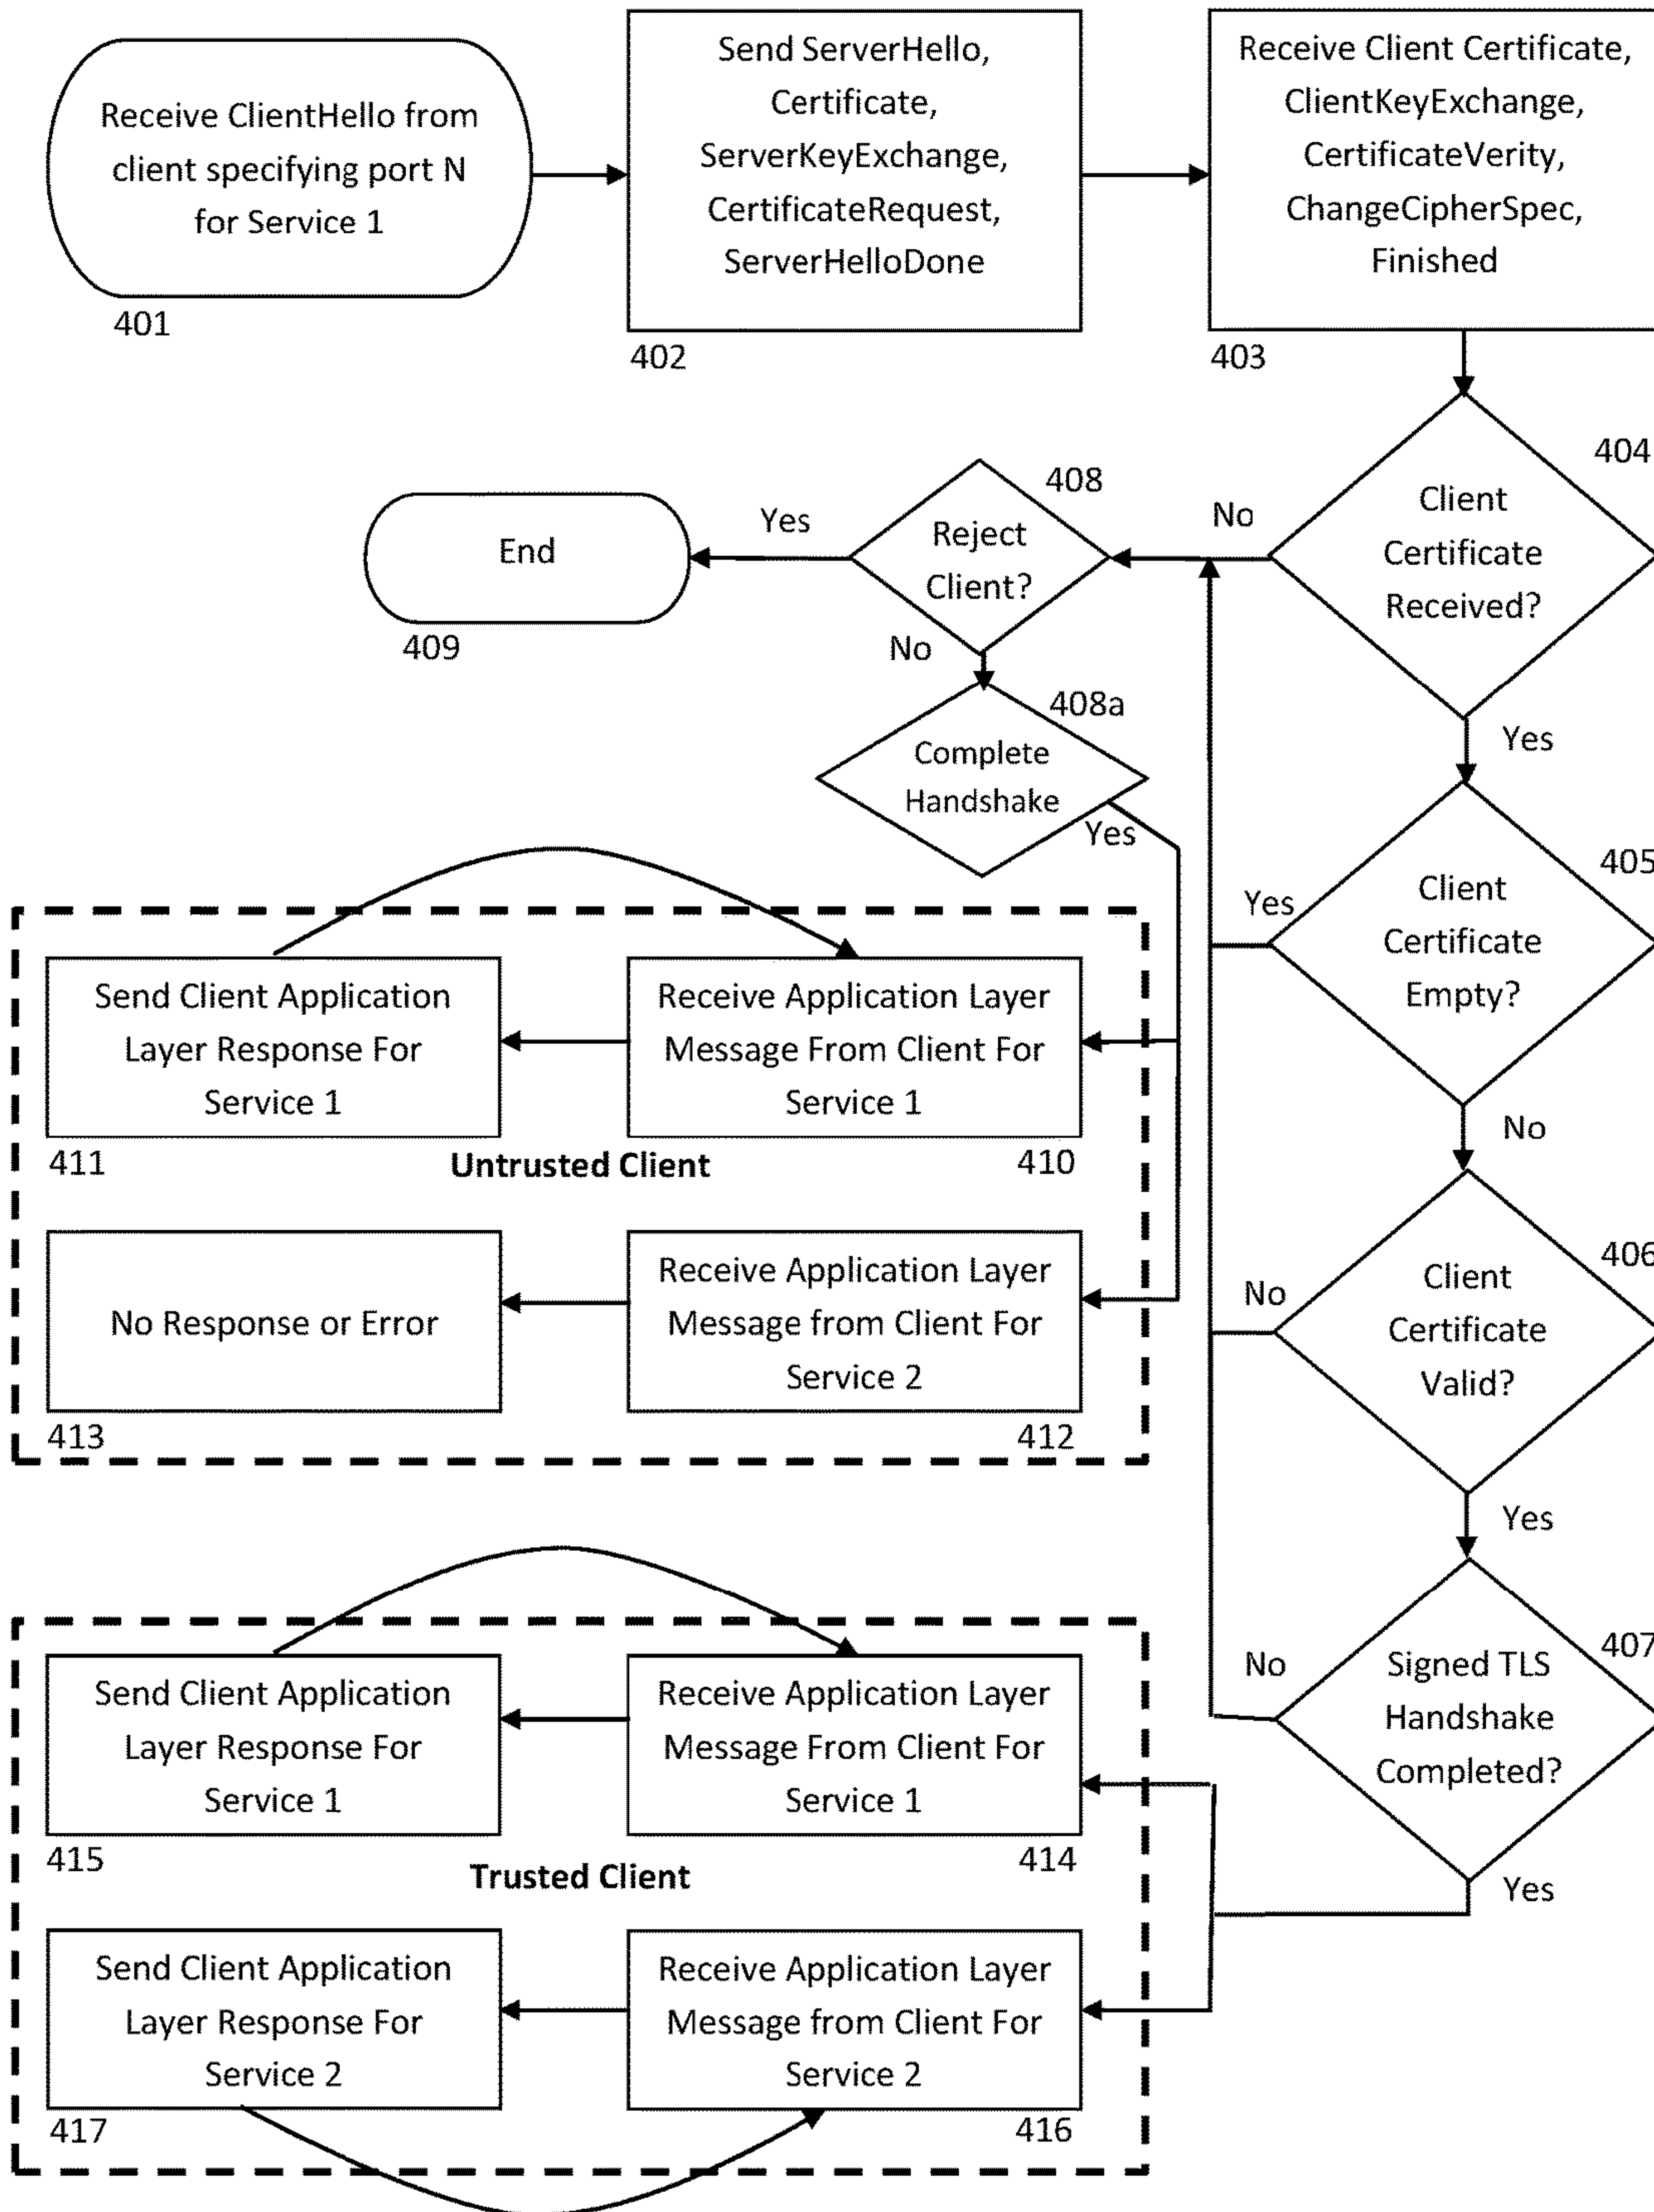 Receive ClientHello from
client specifying port N
for Service 1
401
Send ServerHello,
Certificate,
ServerKeyExchange,
CertificateRequest,
ServerHelloDone
402
Receive Client Certificate,
ClientKeyExchange,
CertificateVerity,
ChangeCipherSpec,
Finished
403
404
Client
Certificate
Received?
No
Yes
408
Reject
Client?
Yes
No
End
409
408a
Complete
Handshake
Yes
405
Client
Certificate
Empty?
Yes
No
Send Client Application
Layer Response For
Service 1
411
Receive Application Layer
Message From Client For
Service 1
410
Untrusted Client
No Response or Error
413
Receive Application Layer
Message from Client For
Service 2
412
406
Client
Certificate
Valid?
No
Yes
407
Signed TLS
Handshake
Completed?
No
Yes
Send Client Application
Layer Response For
Service 1
415
Receive Application Layer
Message From Client For
Service 1
414
Trusted Client
Send Client Application
Layer Response For
Service 2
417
Receive Application Layer
Message from Client For
Service 2
416